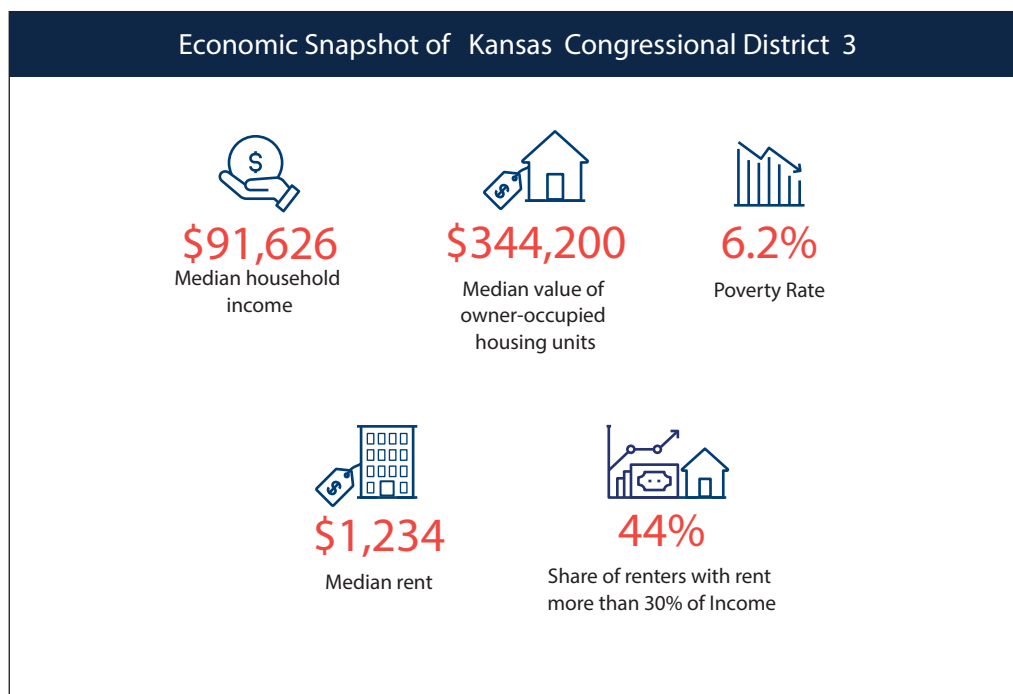 Economic Snapshot of Kansas Congressional District 3
$
$
$91,626
$344,200
6.2%
Median household
income
Median value of
owner-occupied
housing units
Poverty Rate
$
$1,234
44%
Median rent
Share of renters with rent
more than 30% of Income